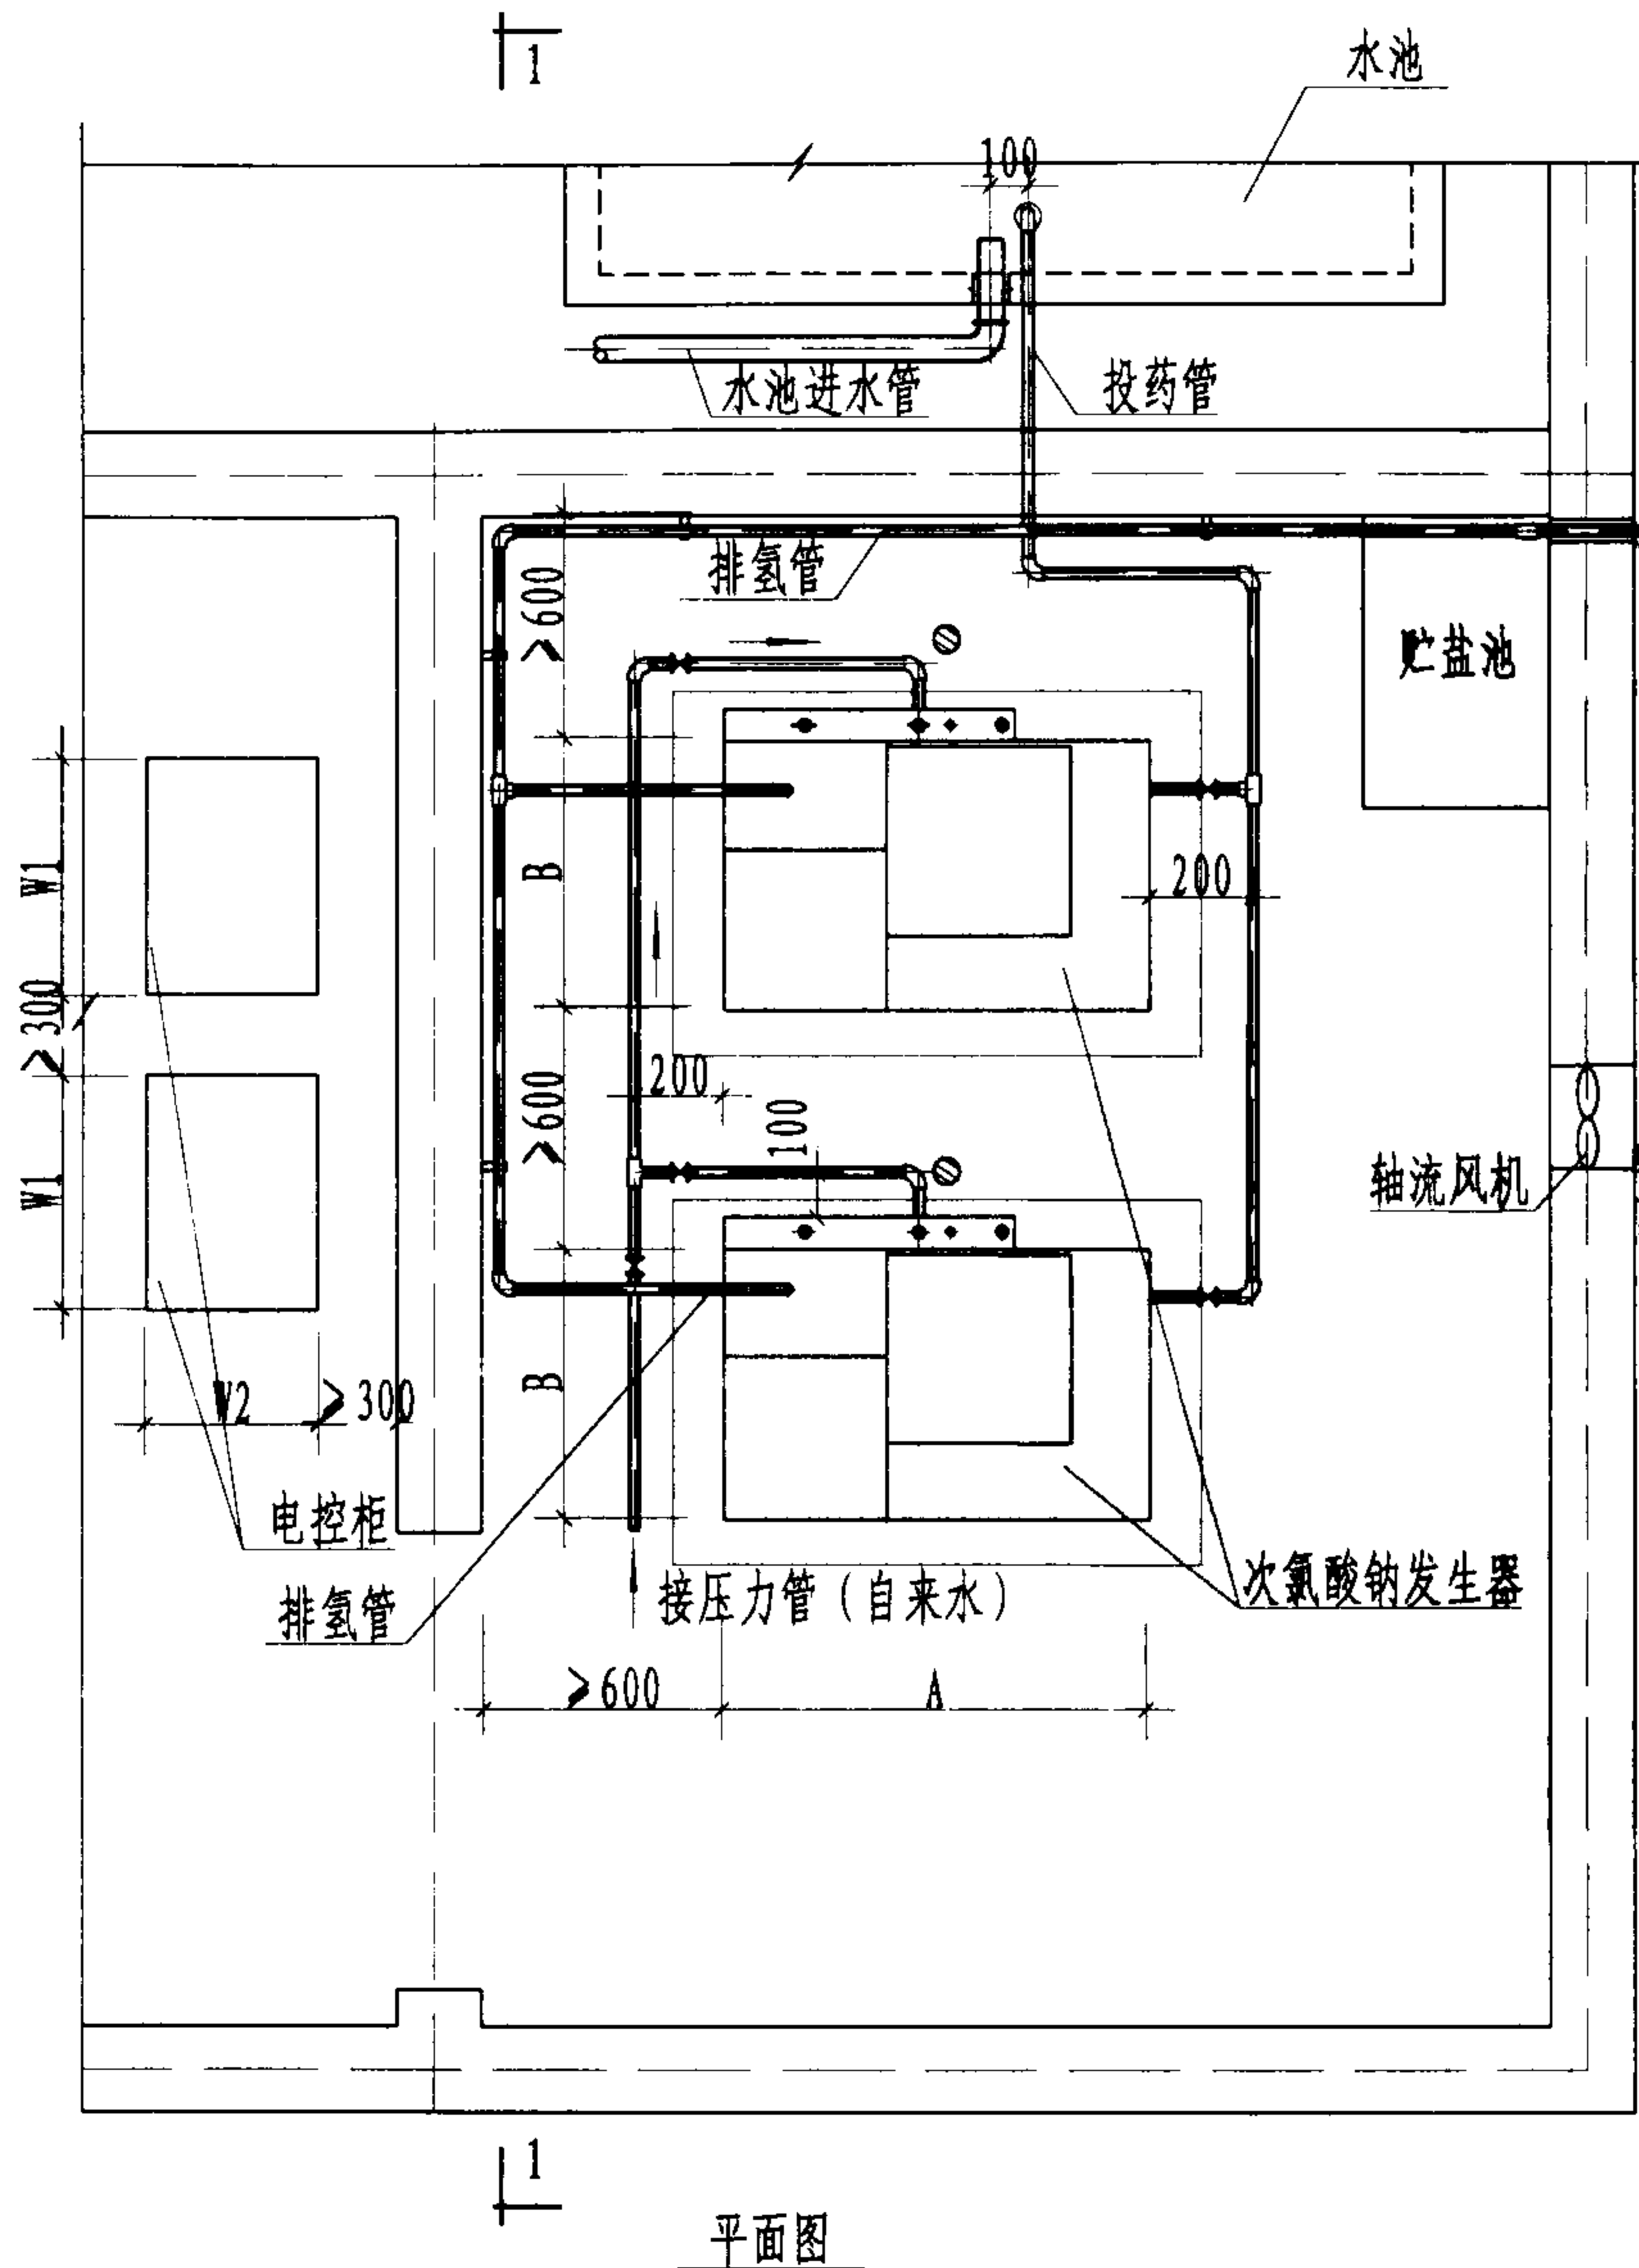 1
水池
100
水池进水管
投药管
排氢管
≥600
贮盐池
W1
B
200
≥300
≥600
200
100
W1
轴流风机
B
W2
≥300
电控柜
排氢管
接压力管（自来水）
次氯酸钠发生器
≥600
A
1
平面图